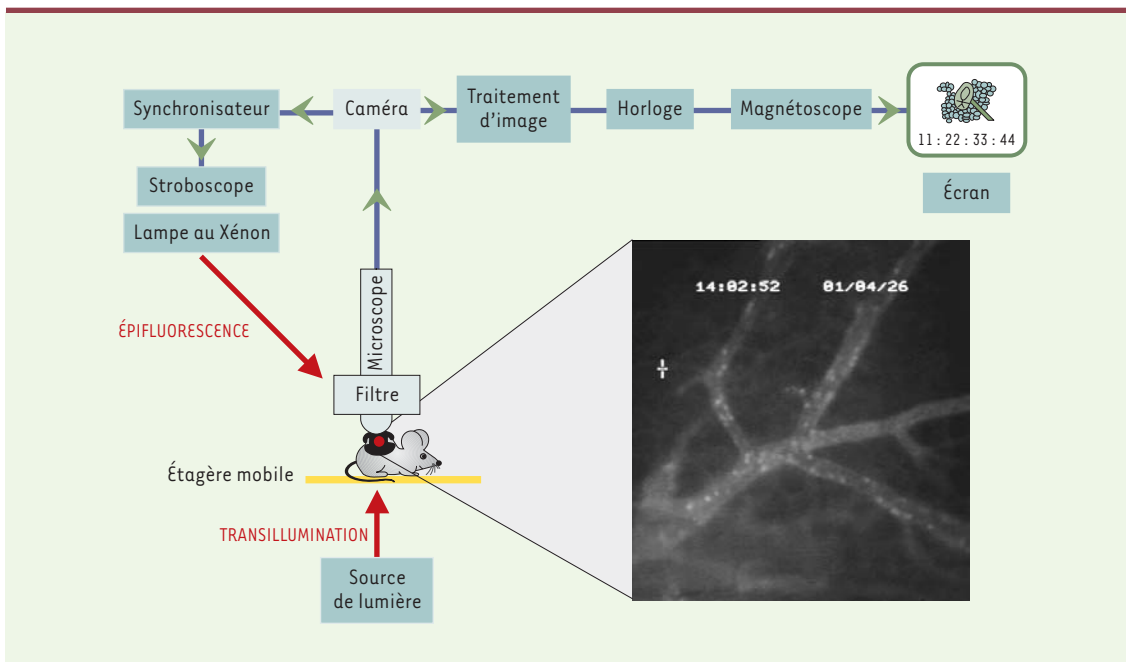 Synchronisateur
Caméra
Traitement
d'image
Horloge
Magnétoscope
11 : 22 : 33 : 44
Écran
Stroboscope
Lampe au Xénon
ÉPIFLUORESCENCE
Microscope
Filtre
Étagère mobile
TRANSILLUMINATION
Source
de lumière
14:02:52 01/04/26